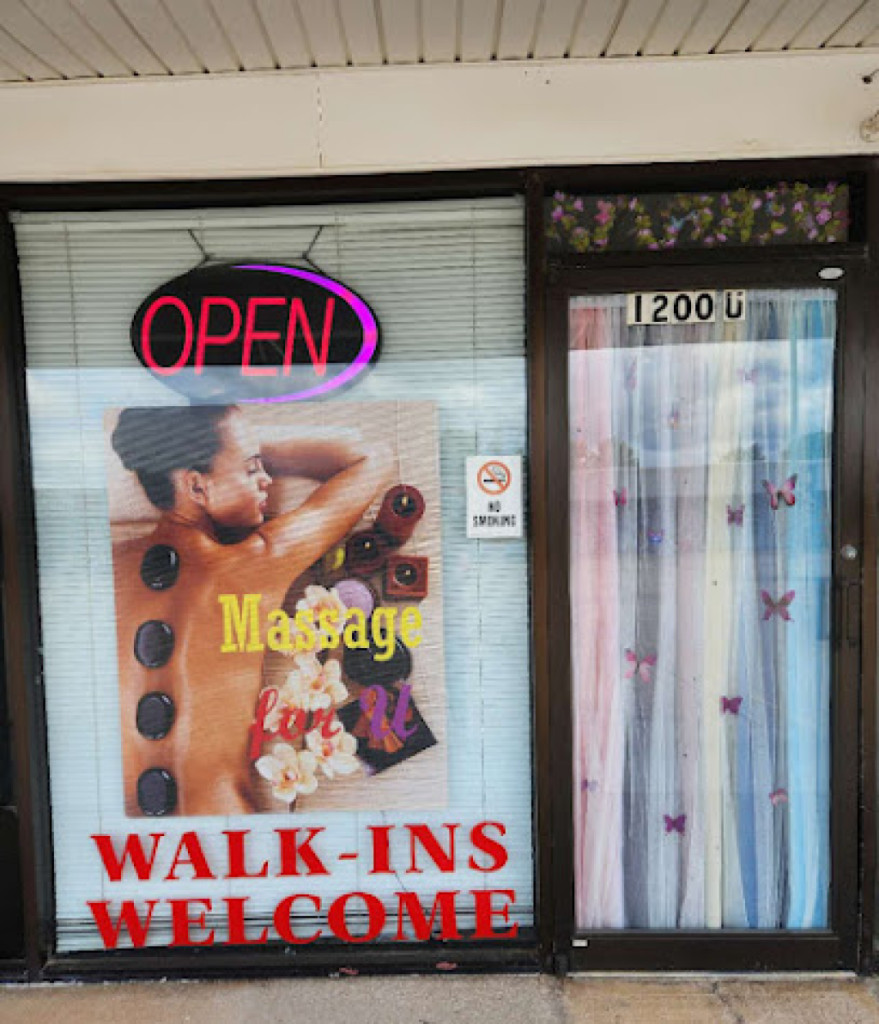 1200 U
OPEN
NO
SMOKING
Massage
for U
WALK-INS
WELCOME